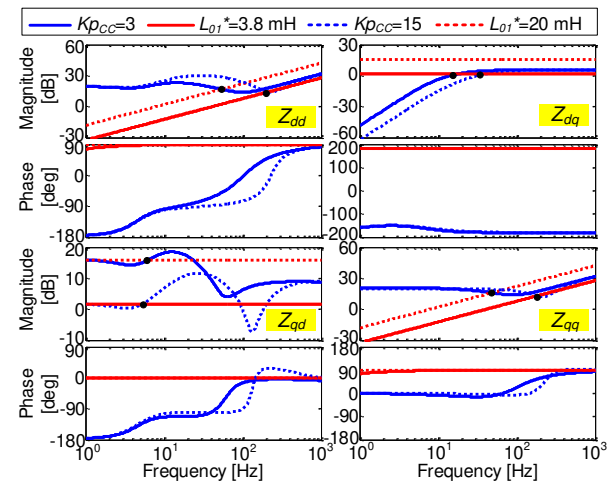 Kp_CC=3 L_01*=3.8 mH Kp_CC=15 L_01*=20 mH
Magnitude [dB]
60
30
0
-30
Z_dd
30
0
-30
-60
Z_dq
Phase [deg]
90
0
-90
-180
200
100
0
-100
-200
Magnitude [dB]
20
10
0
-10
Z_qd
60
30
0
-30
Z_qq
Phase [deg]
90
0
-90
-180
180
90
0
-90
-180
10^0 10^1 10^2 10^3
10^0 10^1 10^2 10^3
Frequency [Hz] Frequency [Hz]